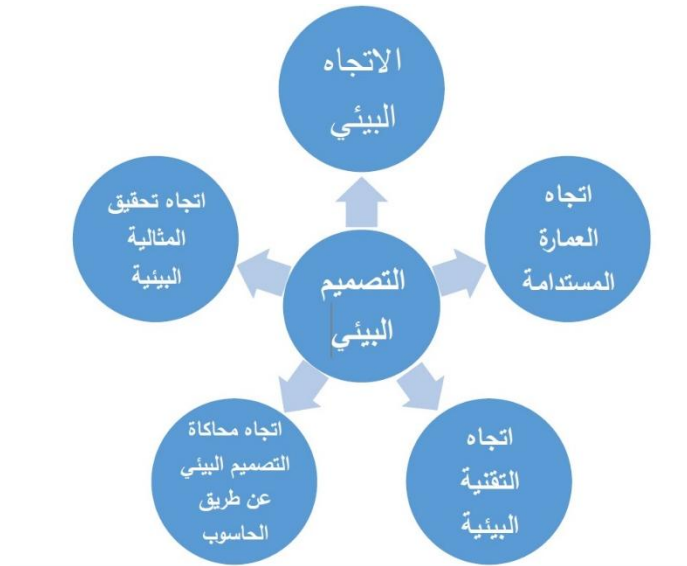 الاتجاه
البيئي
اتجاه
العمارة
المستدامة
اتجاه تحقيق
المثالية
البيئية
التصميم
البيئي
اتجاه
التقنية
البيئية
اتجاه محاكاة
التصميم البيئي
عن طريق
الحاسوب